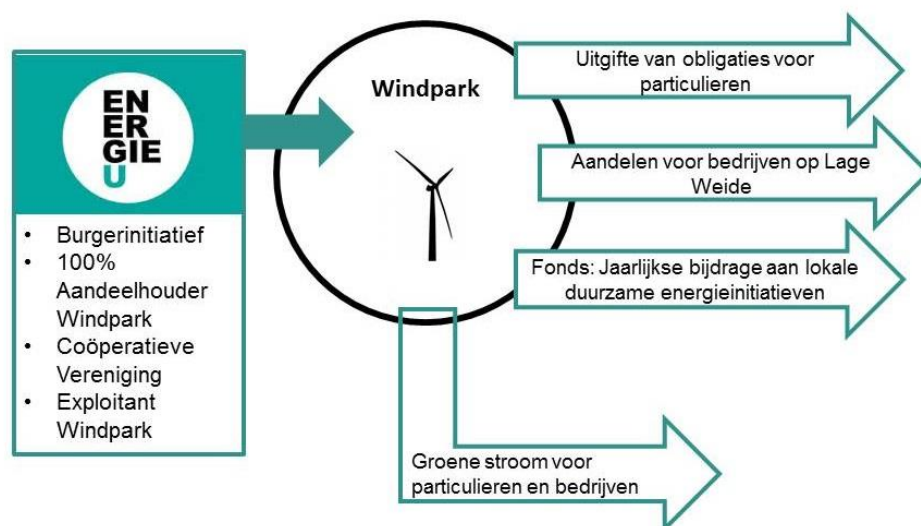 EN
ER
GIE
U
• Burgerinitiatief
• 100%
Aandeelhouder
Windpark
• Coöperatieve
Vereniging
• Exploitant
Windpark
Windpark
Uitgifte van obligaties voor
particulieren
Aandelen voor bedrijven op Lage
Weide
Fonds: Jaarlijkse bijdrage aan lokale
duurzame energieinitiatieven
Groene stroom voor
particulieren en bedrijven